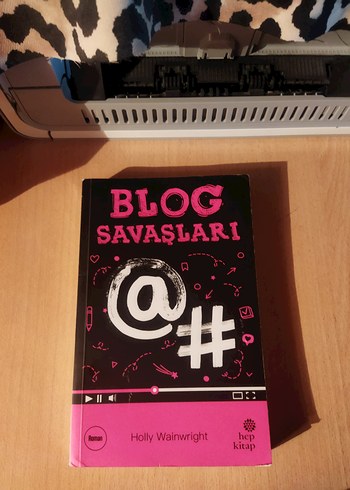 BLOG
SAVAŞLARI
@
#
Roman
Holly Wainwright
hep
kitap